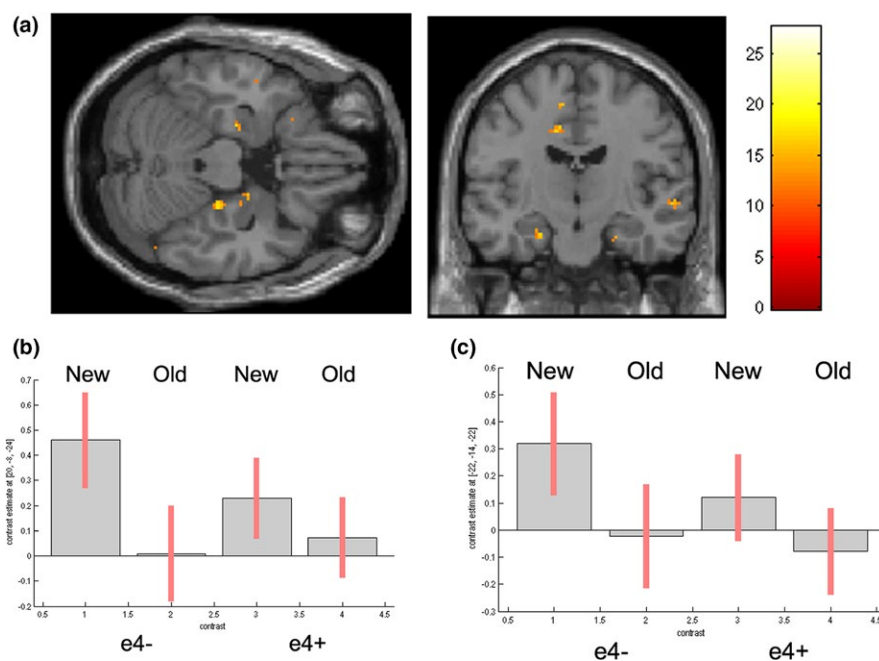 (a)
25
20
15
10
5
0
(b)
New Old New Old
0.7
0.6
0.5
0.4
0.3
0.2
0.1
0
-0.1
-0.2
contrast estimate at [20, -8, -24]
0.5 1 1.5 2 2.5 3 3.5 4 4.5
contrast
e4- e4+
(c)
New Old New Old
0.6
0.5
0.4
0.3
0.2
0.1
0
-0.1
-0.2
-0.3
contrast estimate at [-22, -14, -22]
0.5 1 1.5 2 2.5 3 3.5 4 4.5
contrast
e4- e4+